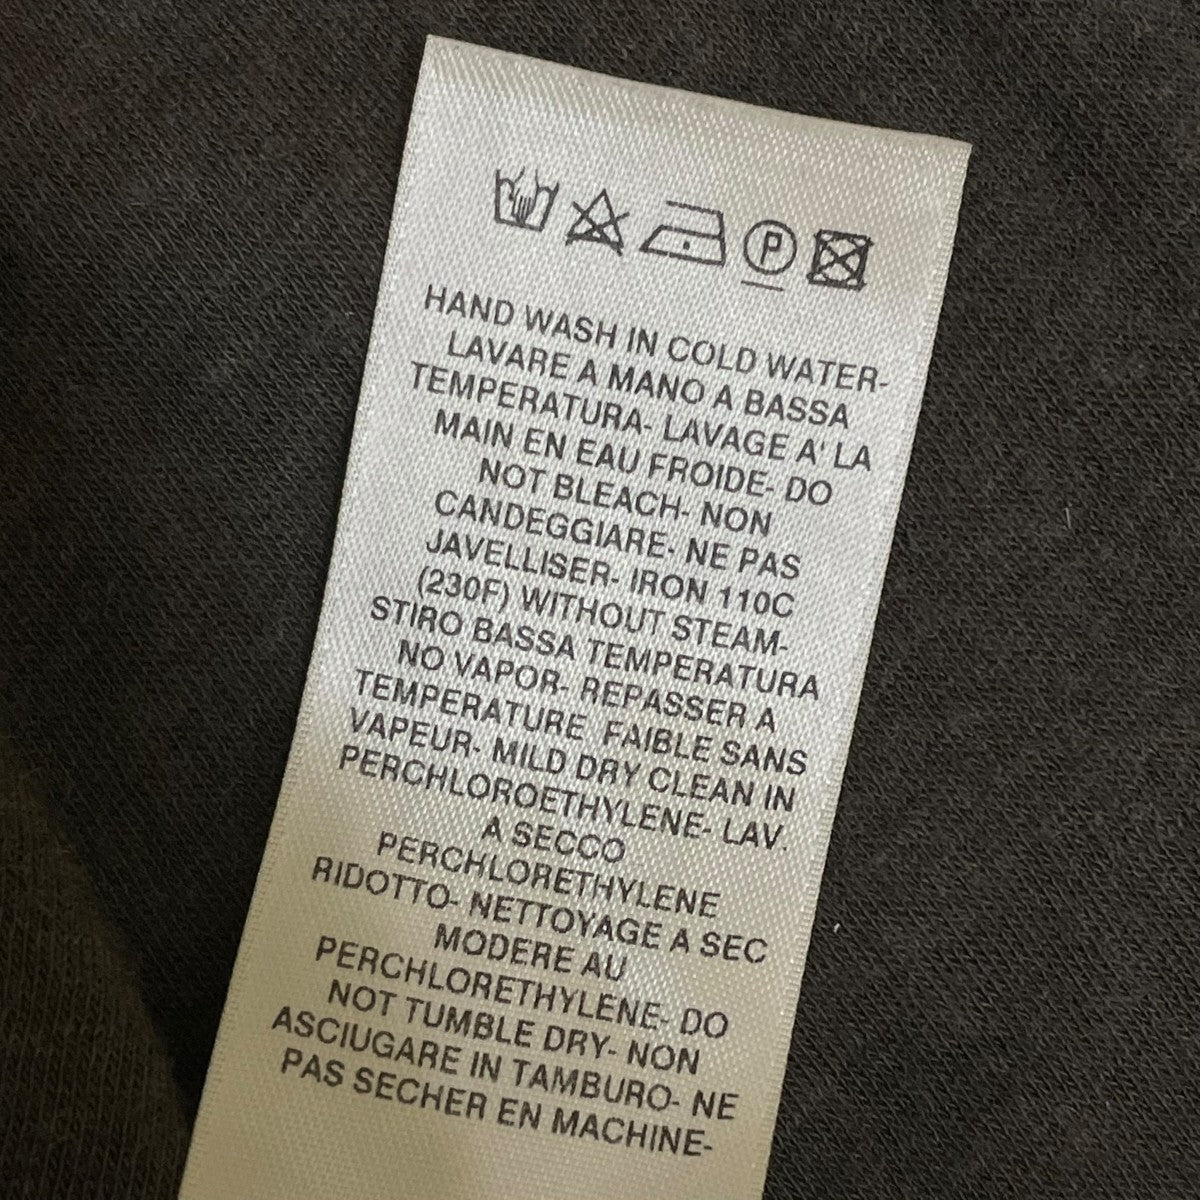 P
HAND WASH IN COLD WATER-
LAVARE A MANO A BASSA
TEMPERATURA- LAVAGE A' LA
MAIN EN EAU FROIDE- DO
NOT BLEACH- NON
CANDEGGIARE- NE PAS
JAVELLISER- IRON 110C
(230F) WITHOUT STEAM-
STIRO BASSA TEMPERATURA
NO VAPOR- REPASSER A
TEMPERATURE FAIBLE SANS
VAPEUR- MILD DRY CLEAN IN
PERCHLOROETHYLENE- LAV.
A SECCO
PERCHLORETHYLENE
RIDOTTO- NETTOYAGE A SEC
MODERE AU
PERCHLORETHYLENE- DO
NOT TUMBLE DRY- NON
ASCIUGARE IN TAMBURO- NE
PAS SECHER EN MACHINE-